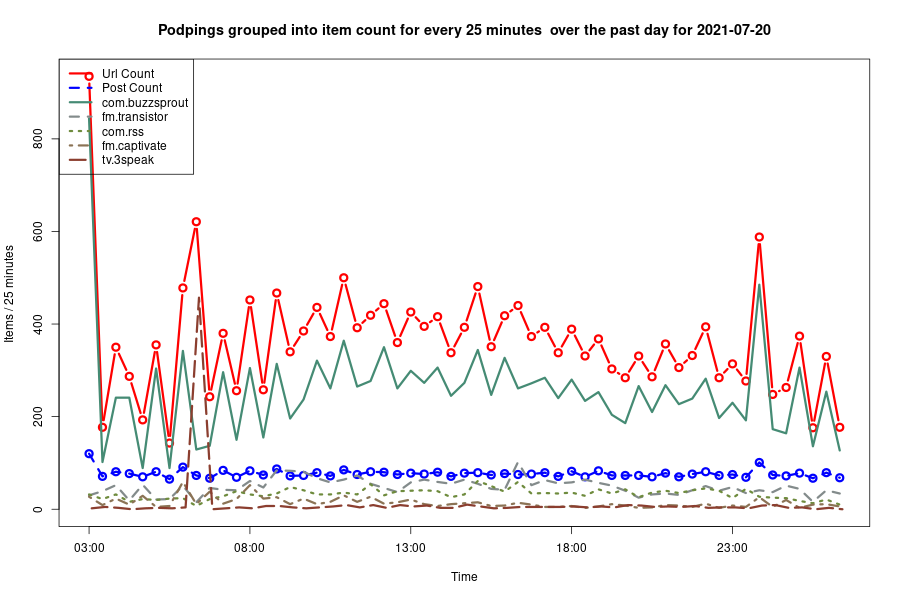 Podpings grouped into item count for every 25 minutes  over the past day for 2021-07-20
Url Count
Post Count
com.buzzsprout
fm.transistor
com.rss
fm.captivate
tv.3speak
Items / 25 minutes
800
600
400
200
0
03:00 08:00 13:00 18:00 23:00
Time